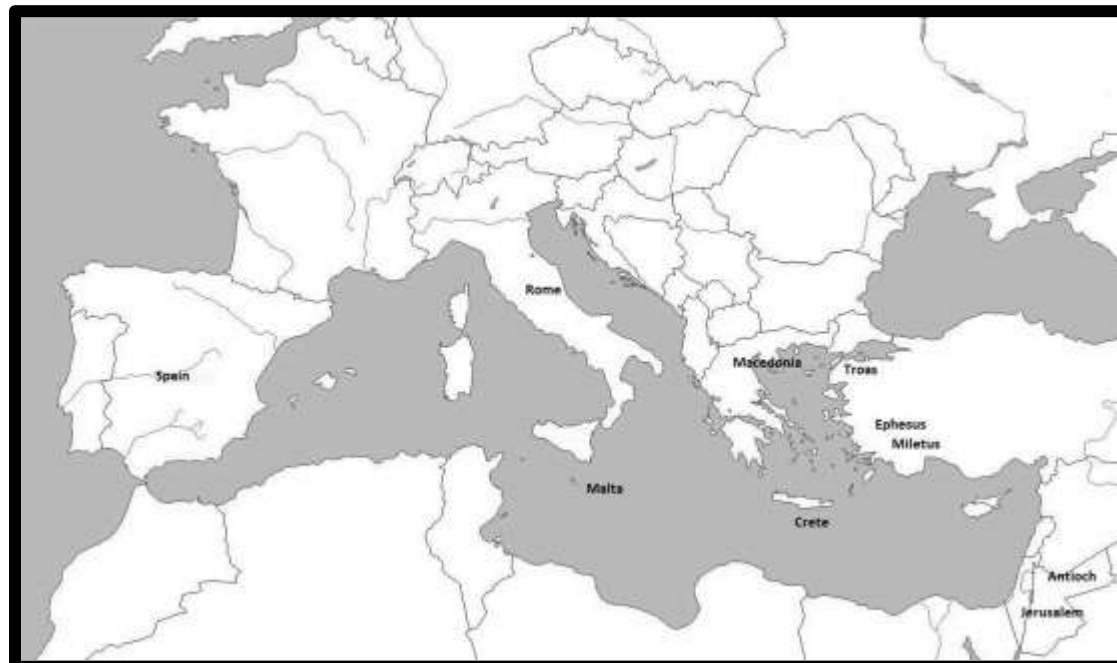 Rome
Macedonia
Troas
Spain
Ephesus
Miletus
Malta
Crete
Antioch
Jerusalem